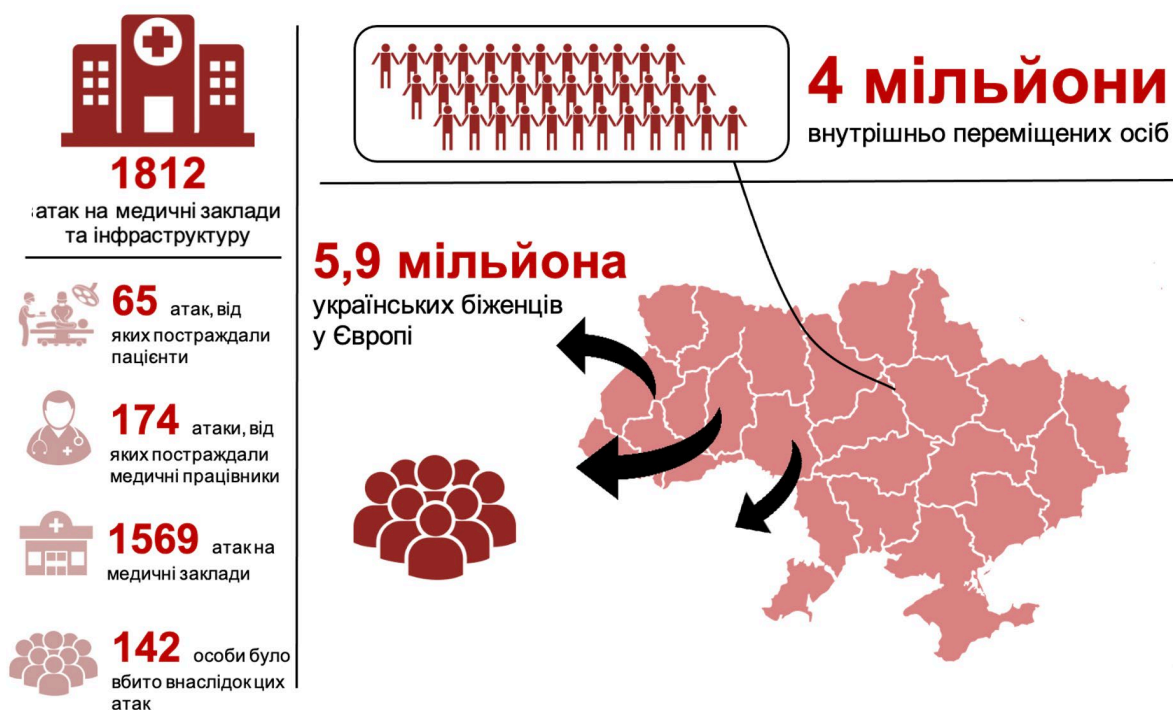 1812
атак на медичні заклади
та інфраструктуру
65 атак, від
яких постраждали
пацієнти
174 атаки, від
яких постраждали
медичні працівники
1569 атак на
медичні заклади
142 особи було
вбито внаслідок цих
атак
4 мільйони
внутрішньо переміщених осіб
5,9 мільйона
українських біженців
у Європі